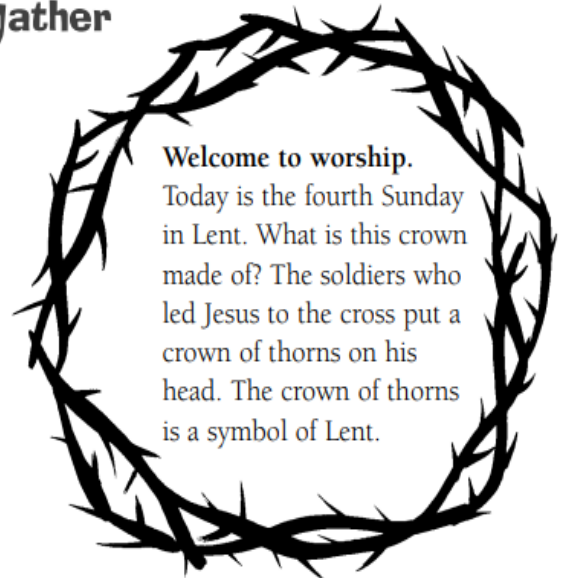 Gather
Welcome to worship.
Today is the fourth Sunday
in Lent. What is this crown
made of? The soldiers who
led Jesus to the cross put a
crown of thorns on his
head. The crown of thorns
is a symbol of Lent.